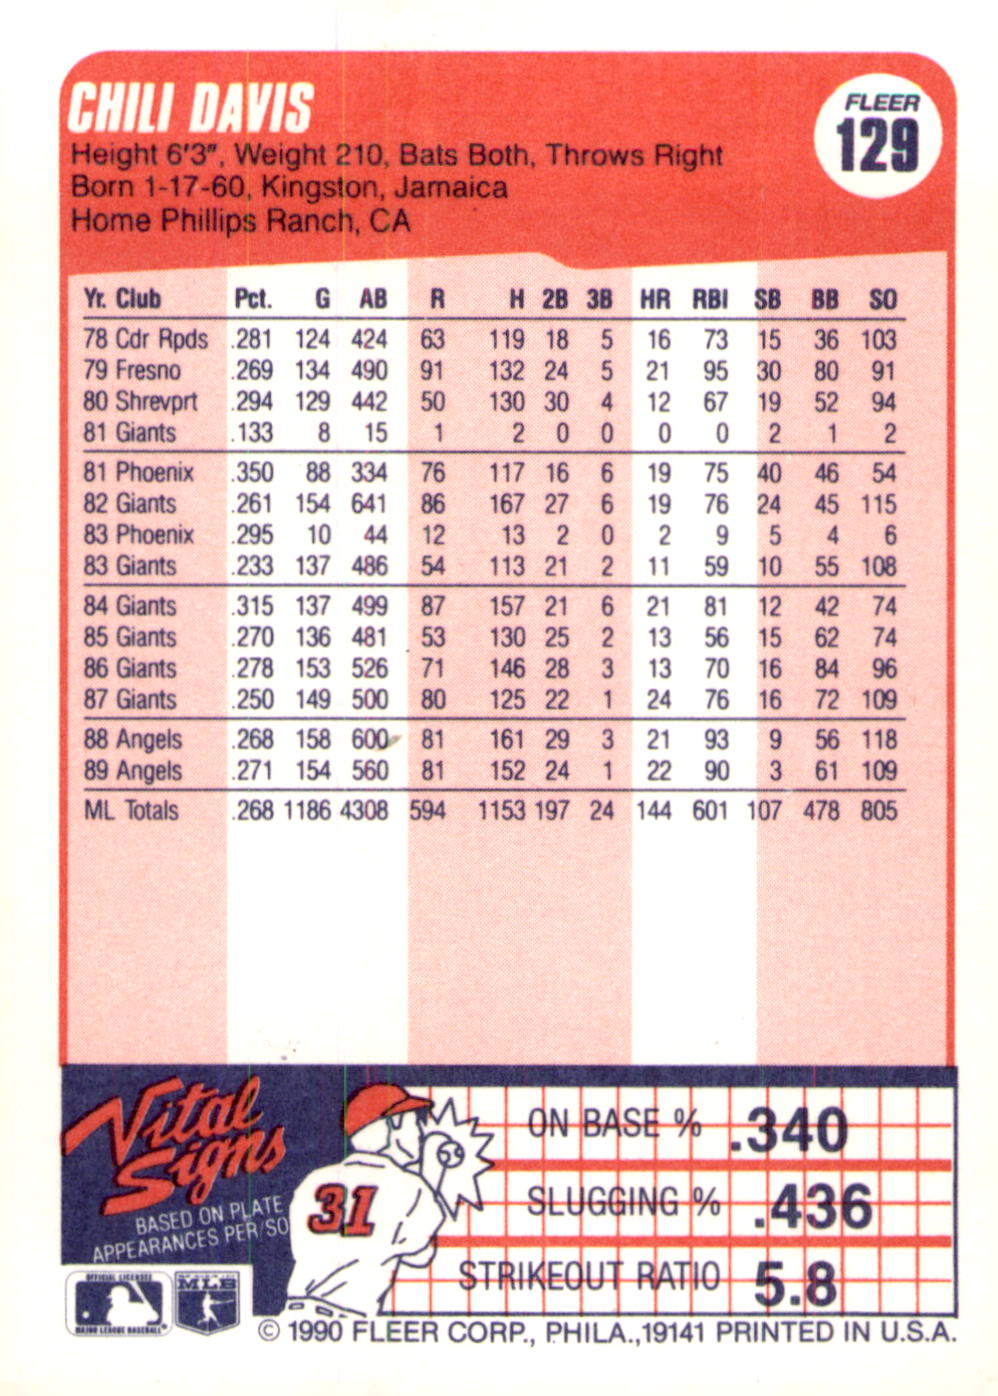 CHILI DAVIS
FLEER
129
Height 6'3", Weight 210, Bats Both, Throws Right
Born 1-17-60, Kingston, Jamaica
Home Phillips Ranch, CA
Yr. Club Pct. G AB R H 2B 3B HR RBI SB BB SO
78 Cdr Rpds .281 124 424 63 119 18 5 16 73 15 36 103
79 Fresno .269 134 490 91 132 24 5 21 95 30 80 91
80 Shrevprt .294 129 442 50 130 30 4 12 67 19 52 94
81 Giants .133 8 15 1 2 0 0 0 0 2 1 2
81 Phoenix .350 88 334 76 117 16 6 19 75 40 46 54
82 Giants .261 154 641 86 167 27 6 19 76 24 45 115
83 Phoenix .295 10 44 12 13 2 0 2 9 5 4 6
83 Giants .233 137 486 54 113 21 2 11 59 10 55 108
84 Giants .315 137 499 87 157 21 6 21 81 12 42 74
85 Giants .270 136 481 53 130 25 2 13 56 15 62 74
86 Giants .278 153 526 71 146 28 3 13 70 16 84 96
87 Giants .250 149 500 80 125 22 1 24 76 16 72 109
88 Angels .268 158 600 81 161 29 3 21 93 9 56 118
89 Angels .271 154 560 81 152 24 1 22 90 3 61 109
ML Totals .268 1186 4308 594 1153 197 24 144 601 107 478 805
Vital
Signs
BASED ON PLATE
APPEARANCES PER/SO
31
ON BASE % .340
SLUGGING % .436
STRIKEOUT RATIO 5.8
OFFICIAL LICENSEE
MAJOR LEAGUE BASEBALL
MLB
© 1990 FLEER CORP., PHILA.,19141 PRINTED IN U.S.A.